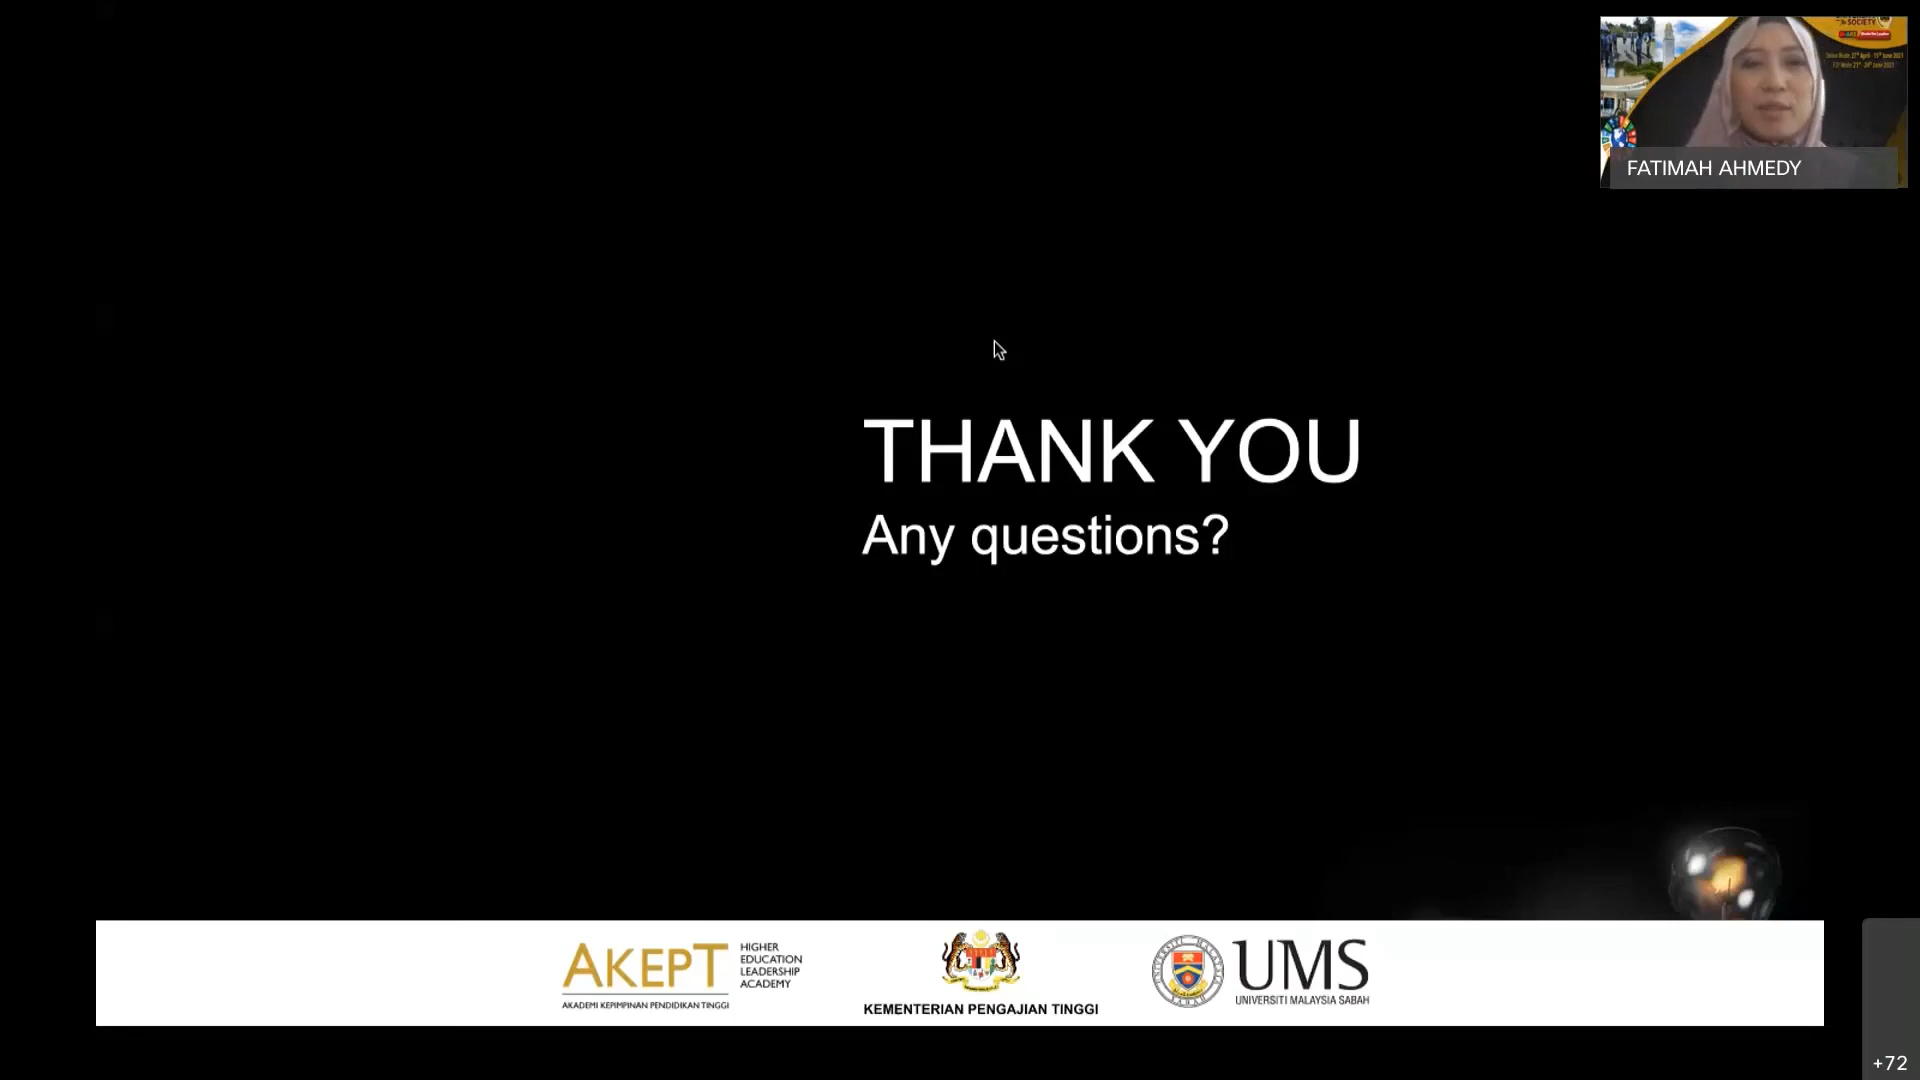 SOCIETY
FATIMAH AHMEDY
THANK YOU
Any questions?
AKEPT
HIGHER
EDUCATION
LEADERSHIP
ACADEMY
AKADEMI KEPIMPINAN PENDIDIKAN TINGGI
KEMENTERIAN PENGAJIAN TINGGI
UMS
UNIVERSITI MALAYSIA SABAH
+72